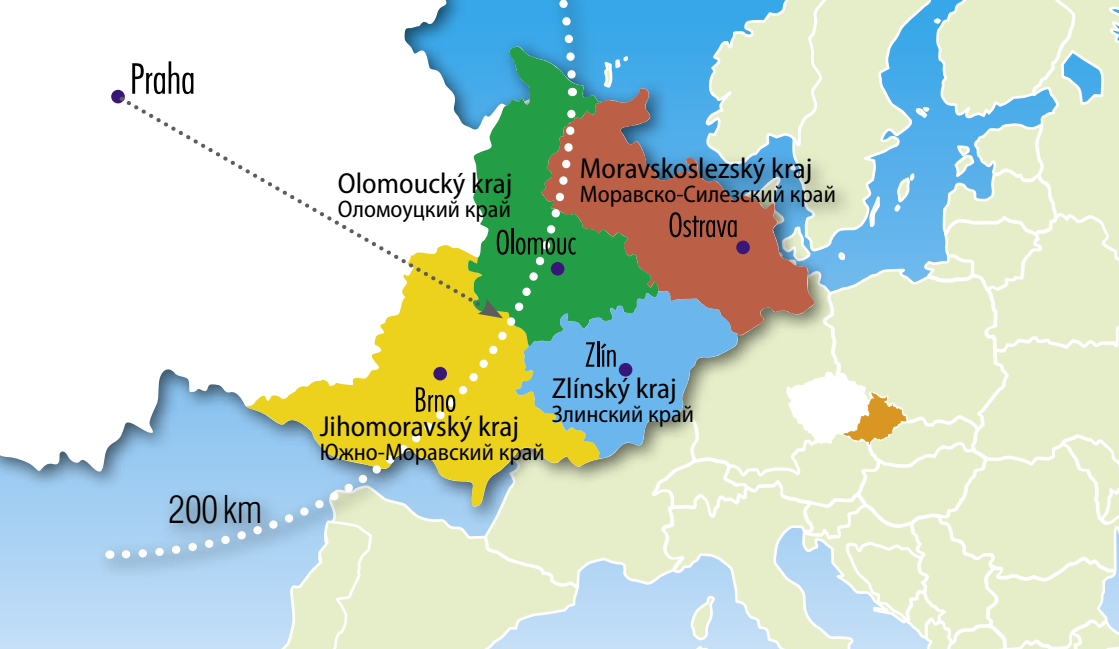 Praha
Olomoucký kraj
Оломоуцкий край
Moravskoslezský kraj
Моравско-Силезский край
Ostrava
Olomouc
Zlín
Zlínský kraj
Злинский край
Brno
Jihomoravský kraj
Южно-Моравский край
200 km